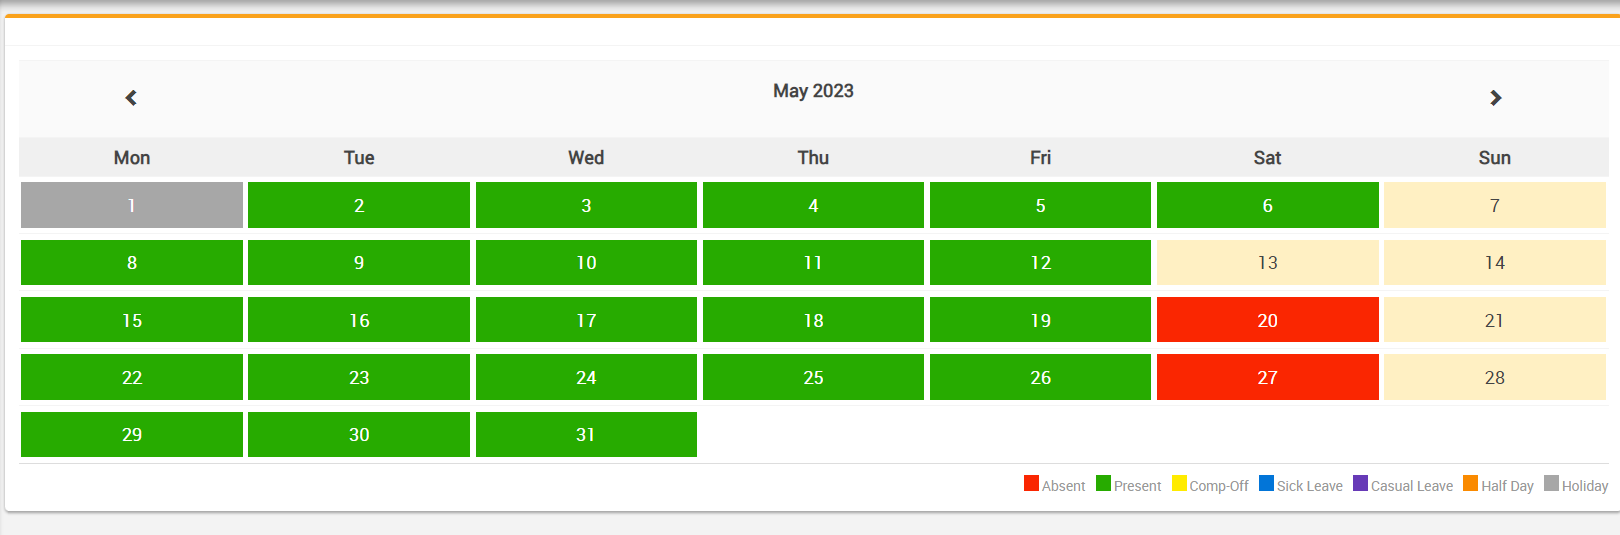 May 2023
Mon Tue Wed Thu Fri Sat Sun
1 2 3 4 5 6 7
8 9 10 11 12 13 14
15 16 17 18 19 20 21
22 23 24 25 26 27 28
29 30 31
Absent Present Comp-Off Sick Leave Casual Leave Half Day Holiday